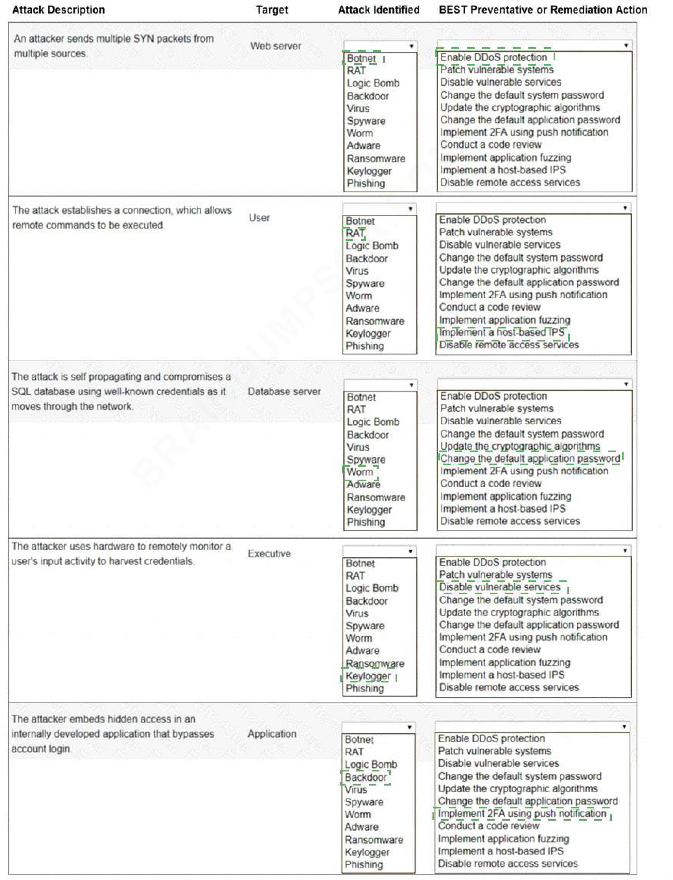 Attack Description Target Attack Identified BEST Preventative or Remediation Action
An attacker sends multiple SYN packets from
multiple sources.
Web server
Botnet
RAT
Logic Bomb
Backdoor
Virus
Spyware
Worm
Adware
Ransomware
Keylogger
Phishing
Enable DDoS protection
Patch vulnerable systems
Disable vulnerable services
Change the default system password
Update the cryptographic algorithms
Change the default application password
Implement 2FA using push notification
Conduct a code review
Implement application fuzzing
Implement a host-based IPS
Disable remote access services
The attack establishes a connection, which allows
remote commands to be executed.
User
Botnet
RAT
Logic Bomb
Backdoor
Virus
Spyware
Worm
Adware
Ransomware
Keylogger
Phishing
Enable DDoS protection
Patch vulnerable systems
Disable vulnerable services
Change the default system password
Update the cryptographic algorithms
Change the default application password
Implement 2FA using push notification
Conduct a code review
Implement application fuzzing
Implement a host-based IPS
Disable remote access services
The attack is self propagating and compromises a
SQL database using well-known credentials as it
moves through the network.
Database server
Botnet
RAT
Logic Bomb
Backdoor
Virus
Spyware
Worm
Adware
Ransomware
Keylogger
Phishing
Enable DDoS protection
Patch vulnerable systems
Disable vulnerable services
Change the default system password
Update the cryptographic algorithms
Change the default application password
Implement 2FA using push notification
Conduct a code review
Implement application fuzzing
Implement a host-based IPS
Disable remote access services
The attacker uses hardware to remotely monitor a
user's input activity to harvest credentials.
Executive
Botnet
RAT
Logic Bomb
Backdoor
Virus
Spyware
Worm
Adware
Ransomware
Keylogger
Phishing
Enable DDoS protection
Patch vulnerable systems
Disable vulnerable services
Change the default system password
Update the cryptographic algorithms
Change the default application password
Implement 2FA using push notification
Conduct a code review
Implement application fuzzing
Implement a host-based IPS
Disable remote access services
The attacker embeds hidden access in an
internally developed application that bypasses
account login.
Application
Botnet
RAT
Logic Bomb
Backdoor
Virus
Spyware
Worm
Adware
Ransomware
Keylogger
Phishing
Enable DDoS protection
Patch vulnerable systems
Disable vulnerable services
Change the default system password
Update the cryptographic algorithms
Change the default application password
Implement 2FA using push notification
Conduct a code review
Implement application fuzzing
Implement a host-based IPS
Disable remote access services